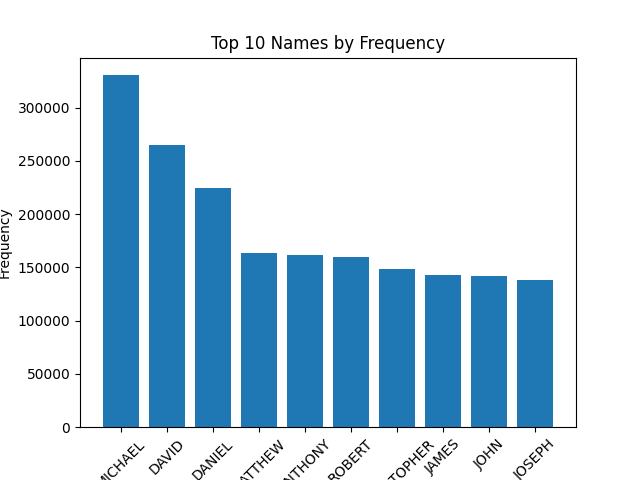 Top 10 Names by Frequency
Frequency
300000
250000
200000
150000
100000
50000
0
MICHAEL
DAVID
DANIEL
ATTHEW
NTHONY
ROBERT
TOPHER
JAMES
JOHN
JOSEPH